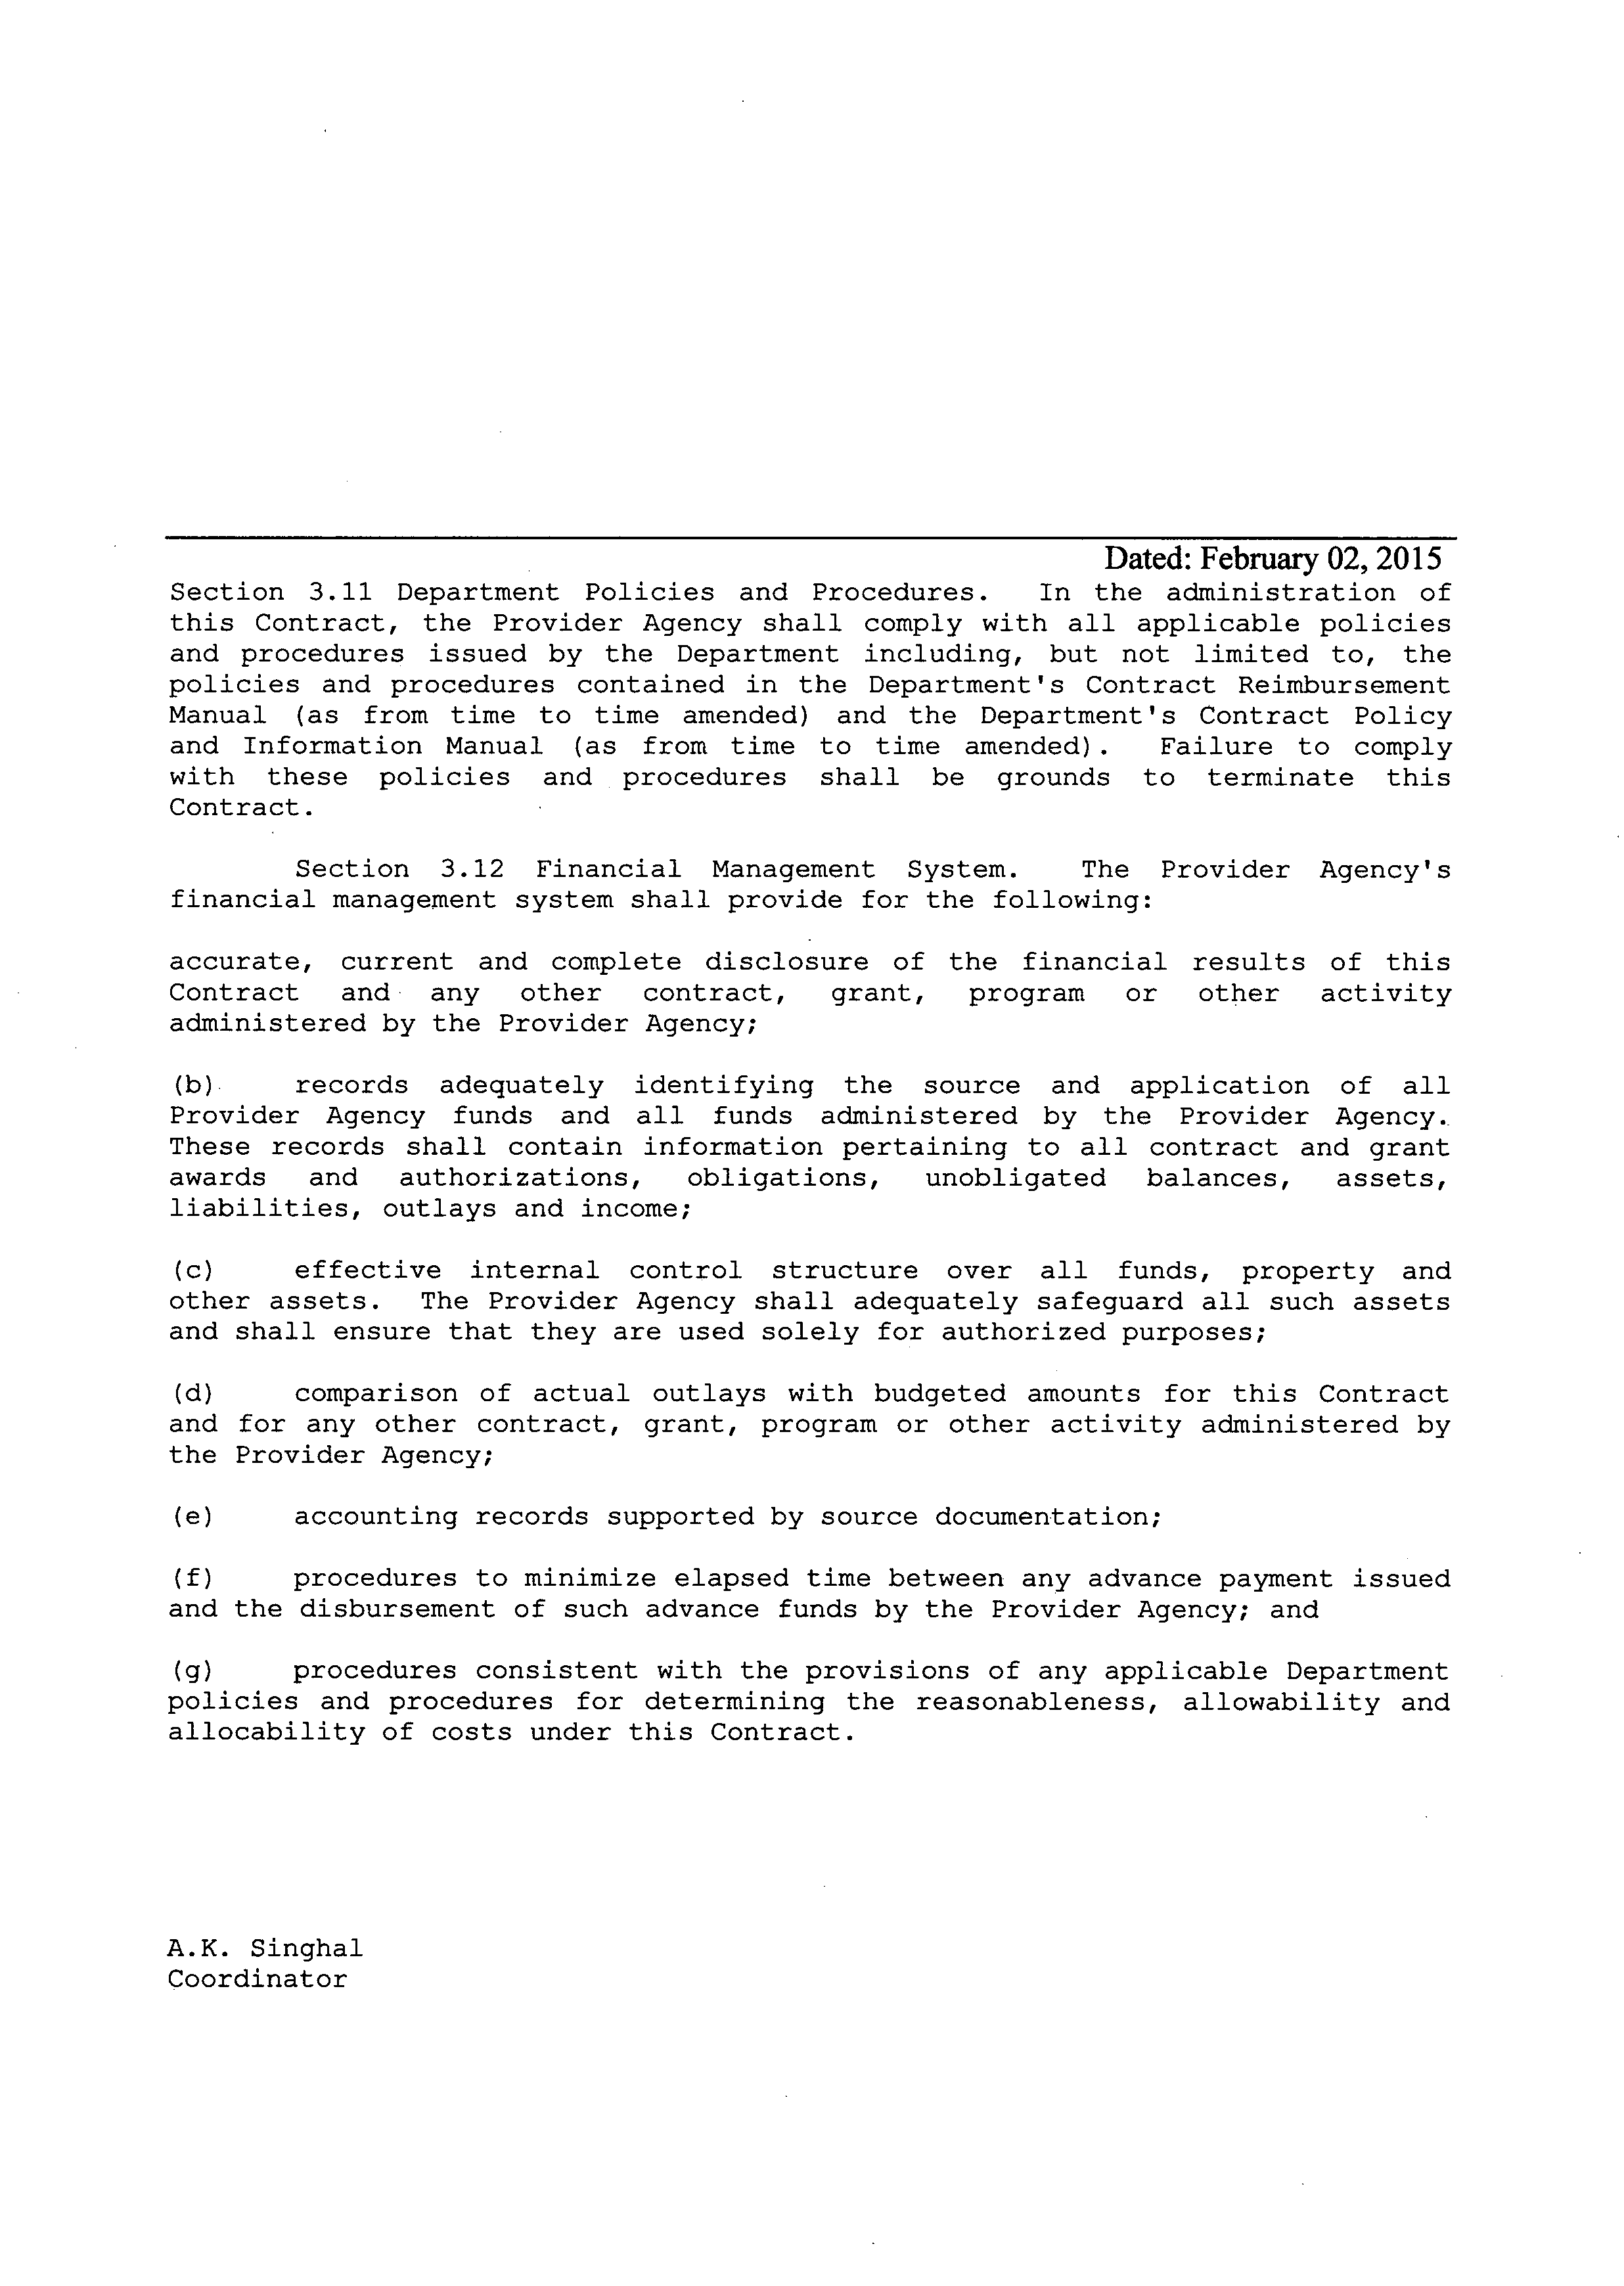 Dated: February 02, 2015
Section 3.11 Department Policies and Procedures. In the administration of
this Contract, the Provider Agency shall comply with all applicable policies
and procedures issued by the Department including, but not limited to, the
policies and procedures contained in the Department's Contract Reimbursement
Manual (as from time to time amended) and the Department's Contract Policy
and Information Manual (as from time to time amended). Failure to comply
with these policies and procedures shall be grounds to terminate this
Contract.
Section 3.12 Financial Management System. The Provider Agency's
financial management system shall provide for the following:
accurate, current and complete disclosure of the financial results of this
Contract and any other contract, grant, program or other activity
administered by the Provider Agency;
(b) records adequately identifying the source and application of all
Provider Agency funds and all funds administered by the Provider Agency.
These records shall contain information pertaining to all contract and grant
awards and authorizations, obligations, unobligated balances, assets,
liabilities, outlays and income;
(c) effective internal control structure over all funds, property and
other assets. The Provider Agency shall adequately safeguard all such assets
and shall ensure that they are used solely for authorized purposes;
(d) comparison of actual outlays with budgeted amounts for this Contract
and for any other contract, grant, program or other activity administered by
the Provider Agency;
(e) accounting records supported by source documentation;
(f) procedures to minimize elapsed time between any advance payment issued
and the disbursement of such advance funds by the Provider Agency; and
(g) procedures consistent with the provisions of any applicable Department
policies and procedures for determining the reasonableness, allowability and
allocability of costs under this Contract.
A.K. Singhal
Coordinator